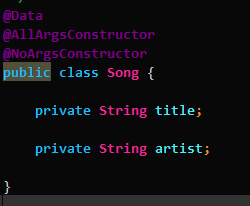 @Data
@AllArgsConstructor
@NoArgsConstructor
public class Song {
private String title;
private String artist;
}